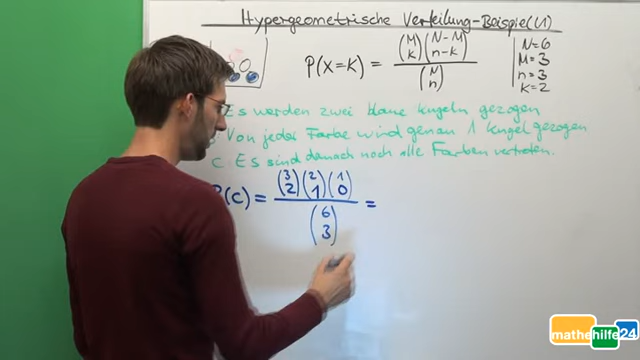 Hypergeometrische Verteilung-Beispiel(1)
P(X=K) = (M k)(N-M n-k) / (N n)
N=6
M=3
n=3
k=2
Es werden zwei blaue Kugeln gezogen
Von jeder Farbe wird genau 1 Kugel gezogen
C. Es sind danach noch alle Farben vertreten.
(C) = (3 2)(2 1)(1 0) / (6 3) =
mathehilfe24